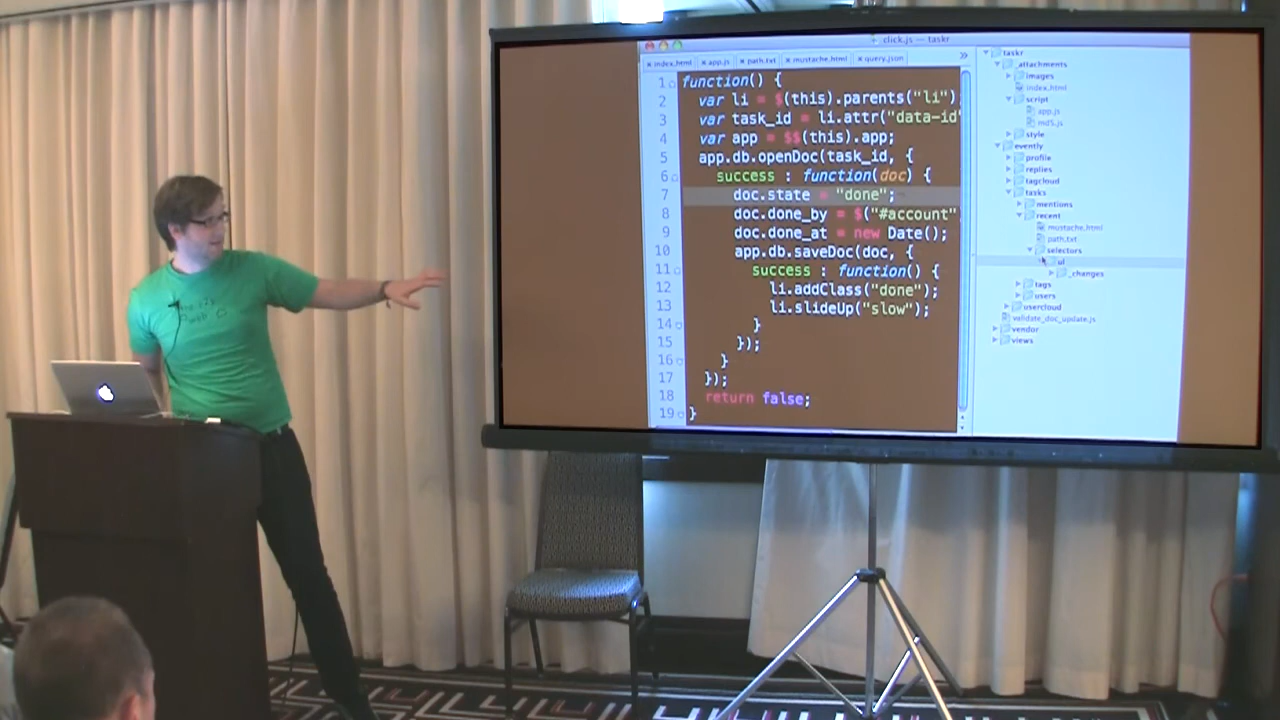 click.js — taskr
index.html app.js path.txt mustache.html query.json
1 function() {
2 var li = $(this).parents("li")
3 var task_id = li.attr("data-id"
4 var app = $$(this).app;
5 app.db.openDoc(task_id, {
6 success : function(doc) {
7 doc.state = "done";
8 doc.done_by = $("#account"
9 doc.done_at = new Date();
10 app.db.saveDoc(doc, {
11 success : function() {
12 li.addClass("done");
13 li.slideUp("slow");
14 }
15 });
16 }
17 });
18 return false;
19 }
taskr
_attachments
images
index.html
script
app.js
md5.js
style
evently
profile
replies
tagcloud
tasks
mentions
recent
mustache.html
path.txt
selectors
ul
_changes
tags
users
usercloud
validate_doc_update.js
vendor
views